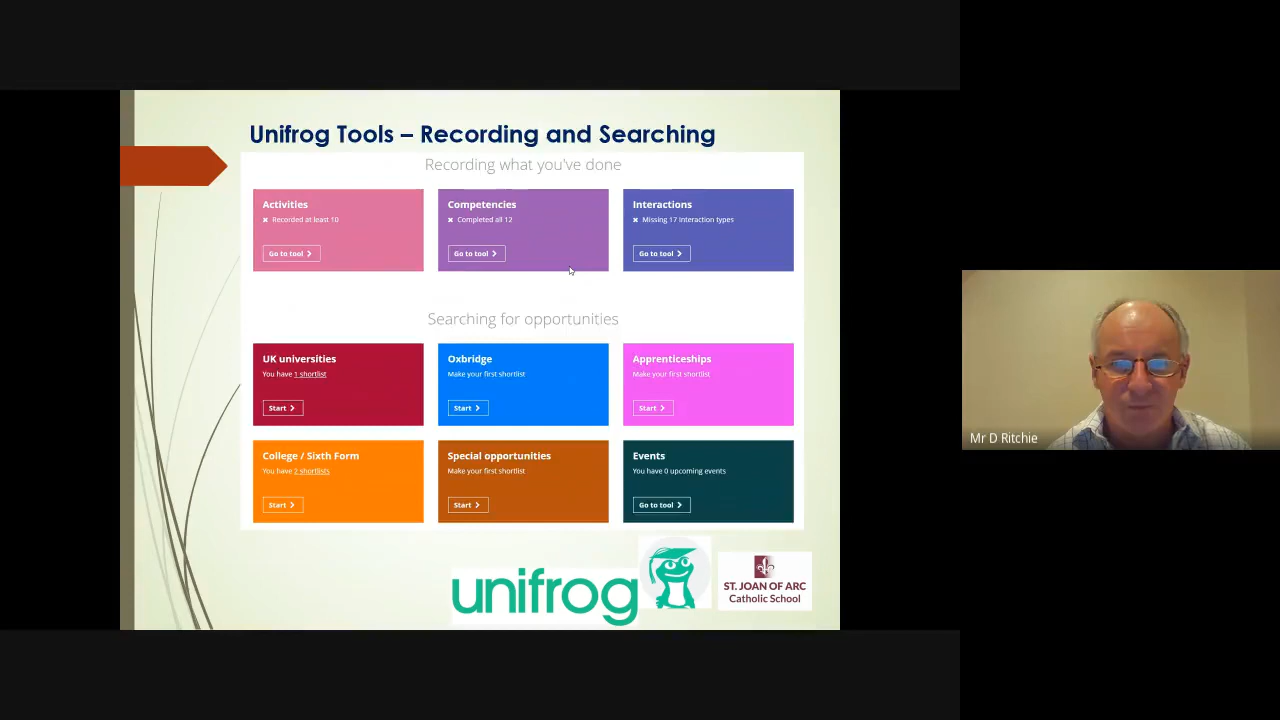 Unifrog Tools – Recording and Searching
Recording what you've done
Activities
✖ Recorded at least 10
Go to tool
Competencies
✖ Completed all 12
Go to tool
Interactions
✖ Missing 17 Interaction types
Go to tool
Searching for opportunities
UK universities
You have 1 shortlist
Start
Oxbridge
Make your first shortlist
Start
Apprenticeships
Make your first shortlist
Start
College / Sixth Form
You have 2 shortlists
Start
Special opportunities
Make your first shortlist
Start
Events
You have 0 upcoming events
Go to tool
unifrog
ST. JOAN OF ARC
Catholic School
Mr D Ritchie